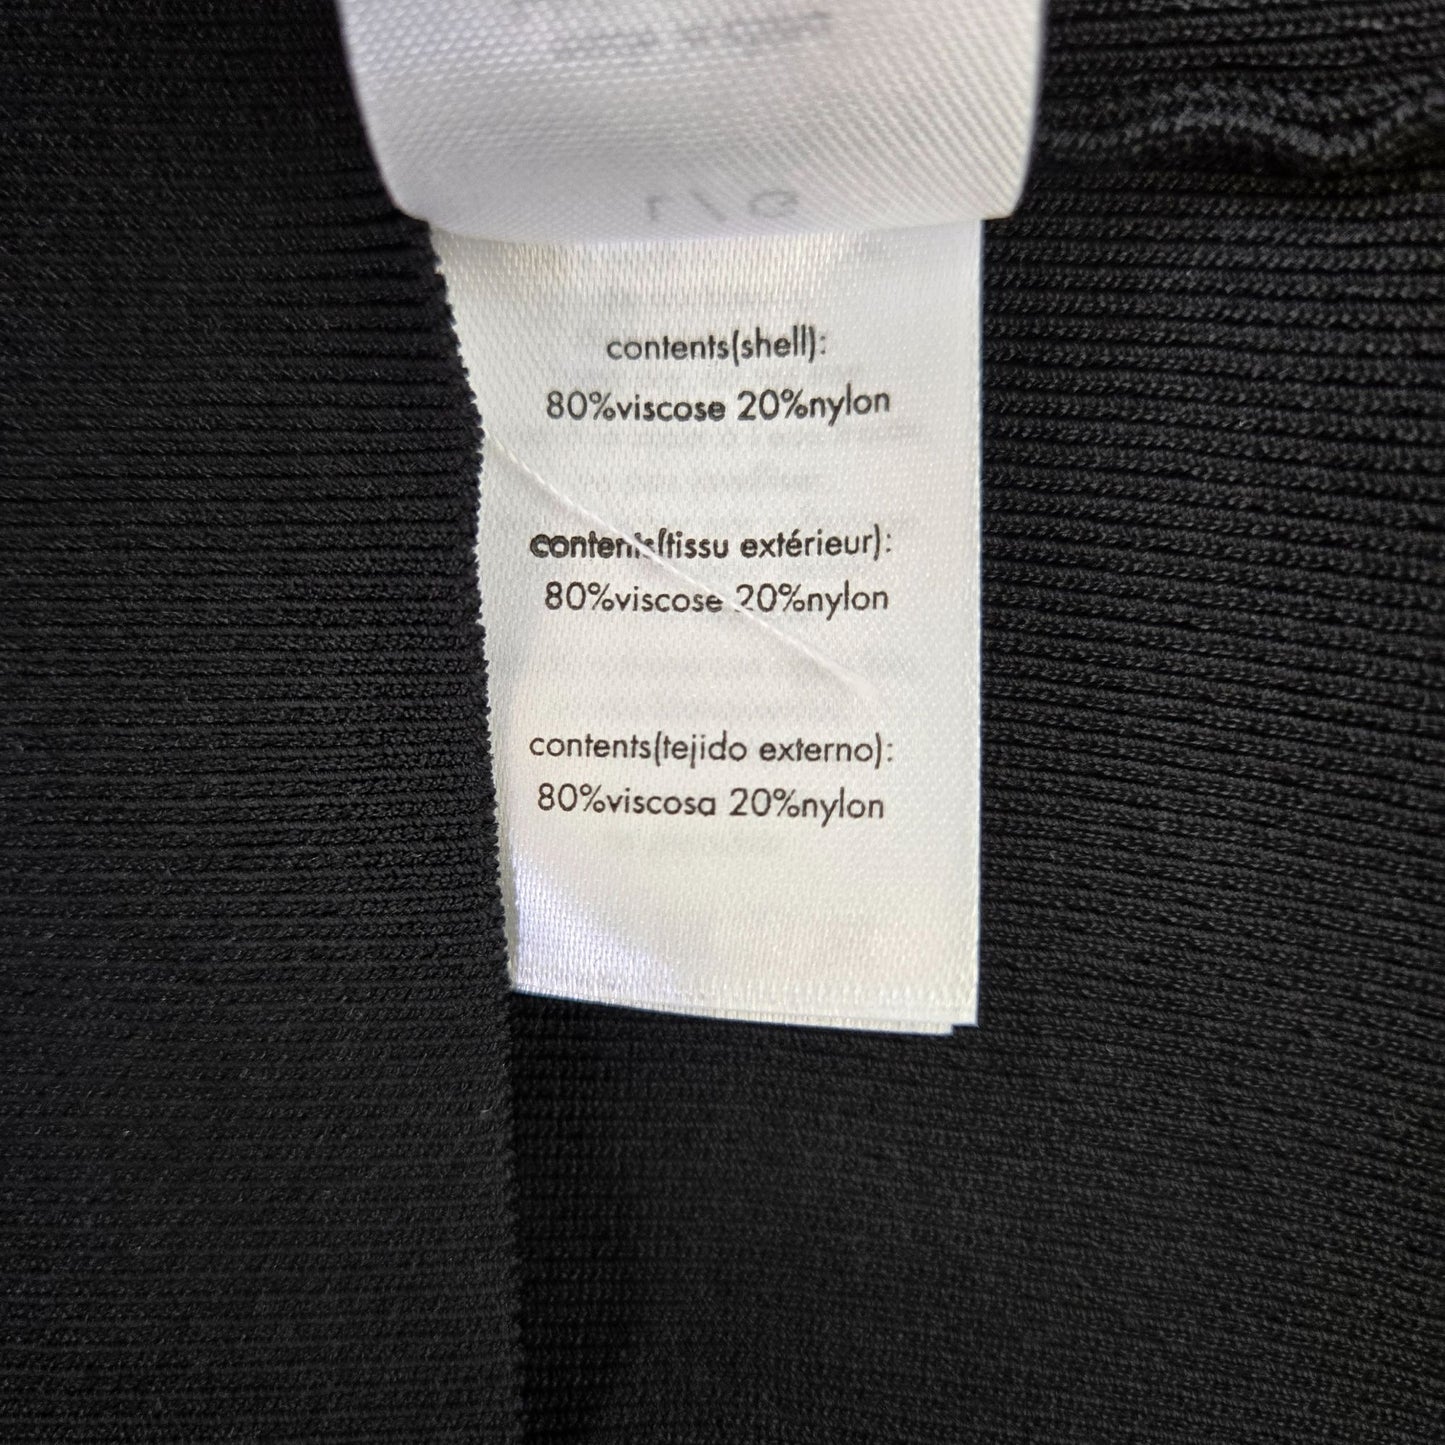 L/G
contents(shell):
80%viscose 20%nylon
contents(tissu extérieur):
80%viscose 20%nylon
contents(tejido externo):
80%viscosa 20%nylon